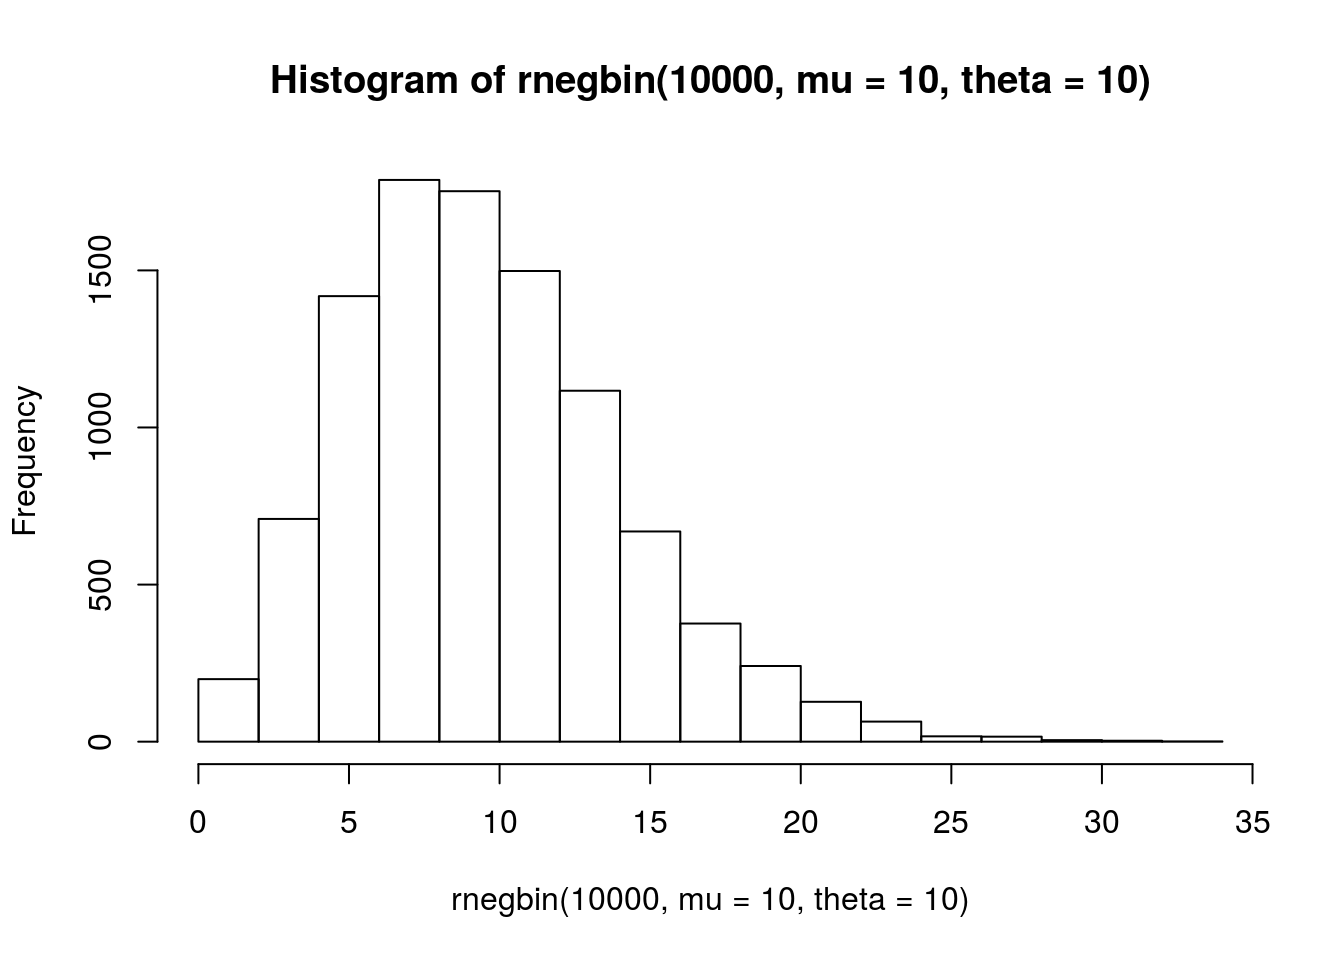 Histogram of rnegbin(10000, mu = 10, theta = 10)
Frequency
1500
1000
500
0
0 5 10 15 20 25 30 35
rnegbin(10000, mu = 10, theta = 10)